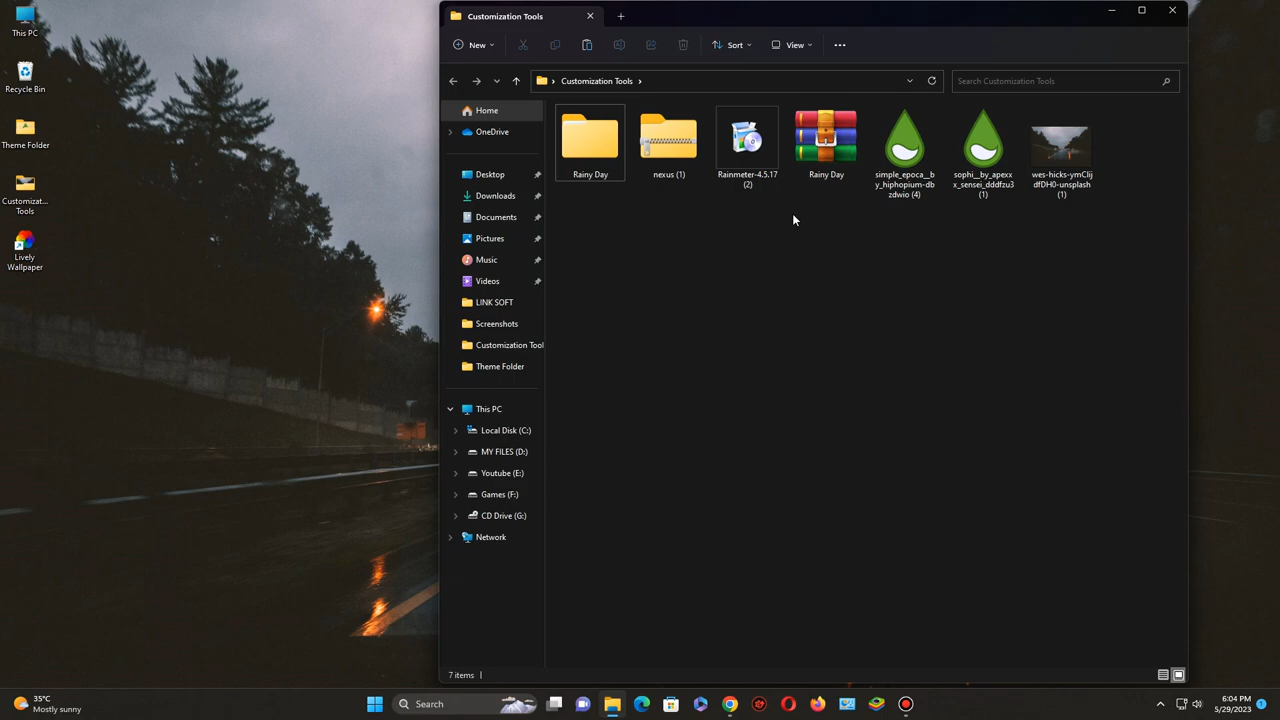 This PC
Recycle Bin
Theme Folder
Customizat...
Tools
Lively
Wallpaper
Customization Tools
New
Sort
View
Customization Tools
Search Customization Tools
Home
OneDrive
Desktop
Downloads
Documents
Pictures
Music
Videos
LINK SOFT
Screenshots
Customization Tool
Theme Folder
This PC
Local Disk (C:)
MY FILES (D:)
Youtube (E:)
Games (F:)
CD Drive (G:)
Network
Rainy Day
nexus (1)
Rainmeter-4.5.17
(2)
Rainy Day
simple_epoca__b
y_hiphopium-db
zdwio (4)
sophi__by_apexx
x_sensei_dddfzu3
(1)
wes-hicks-ymClij
dfDH0-unsplash
(1)
7 items
35°C
Mostly sunny
Search
6:04 PM
5/29/2023
1